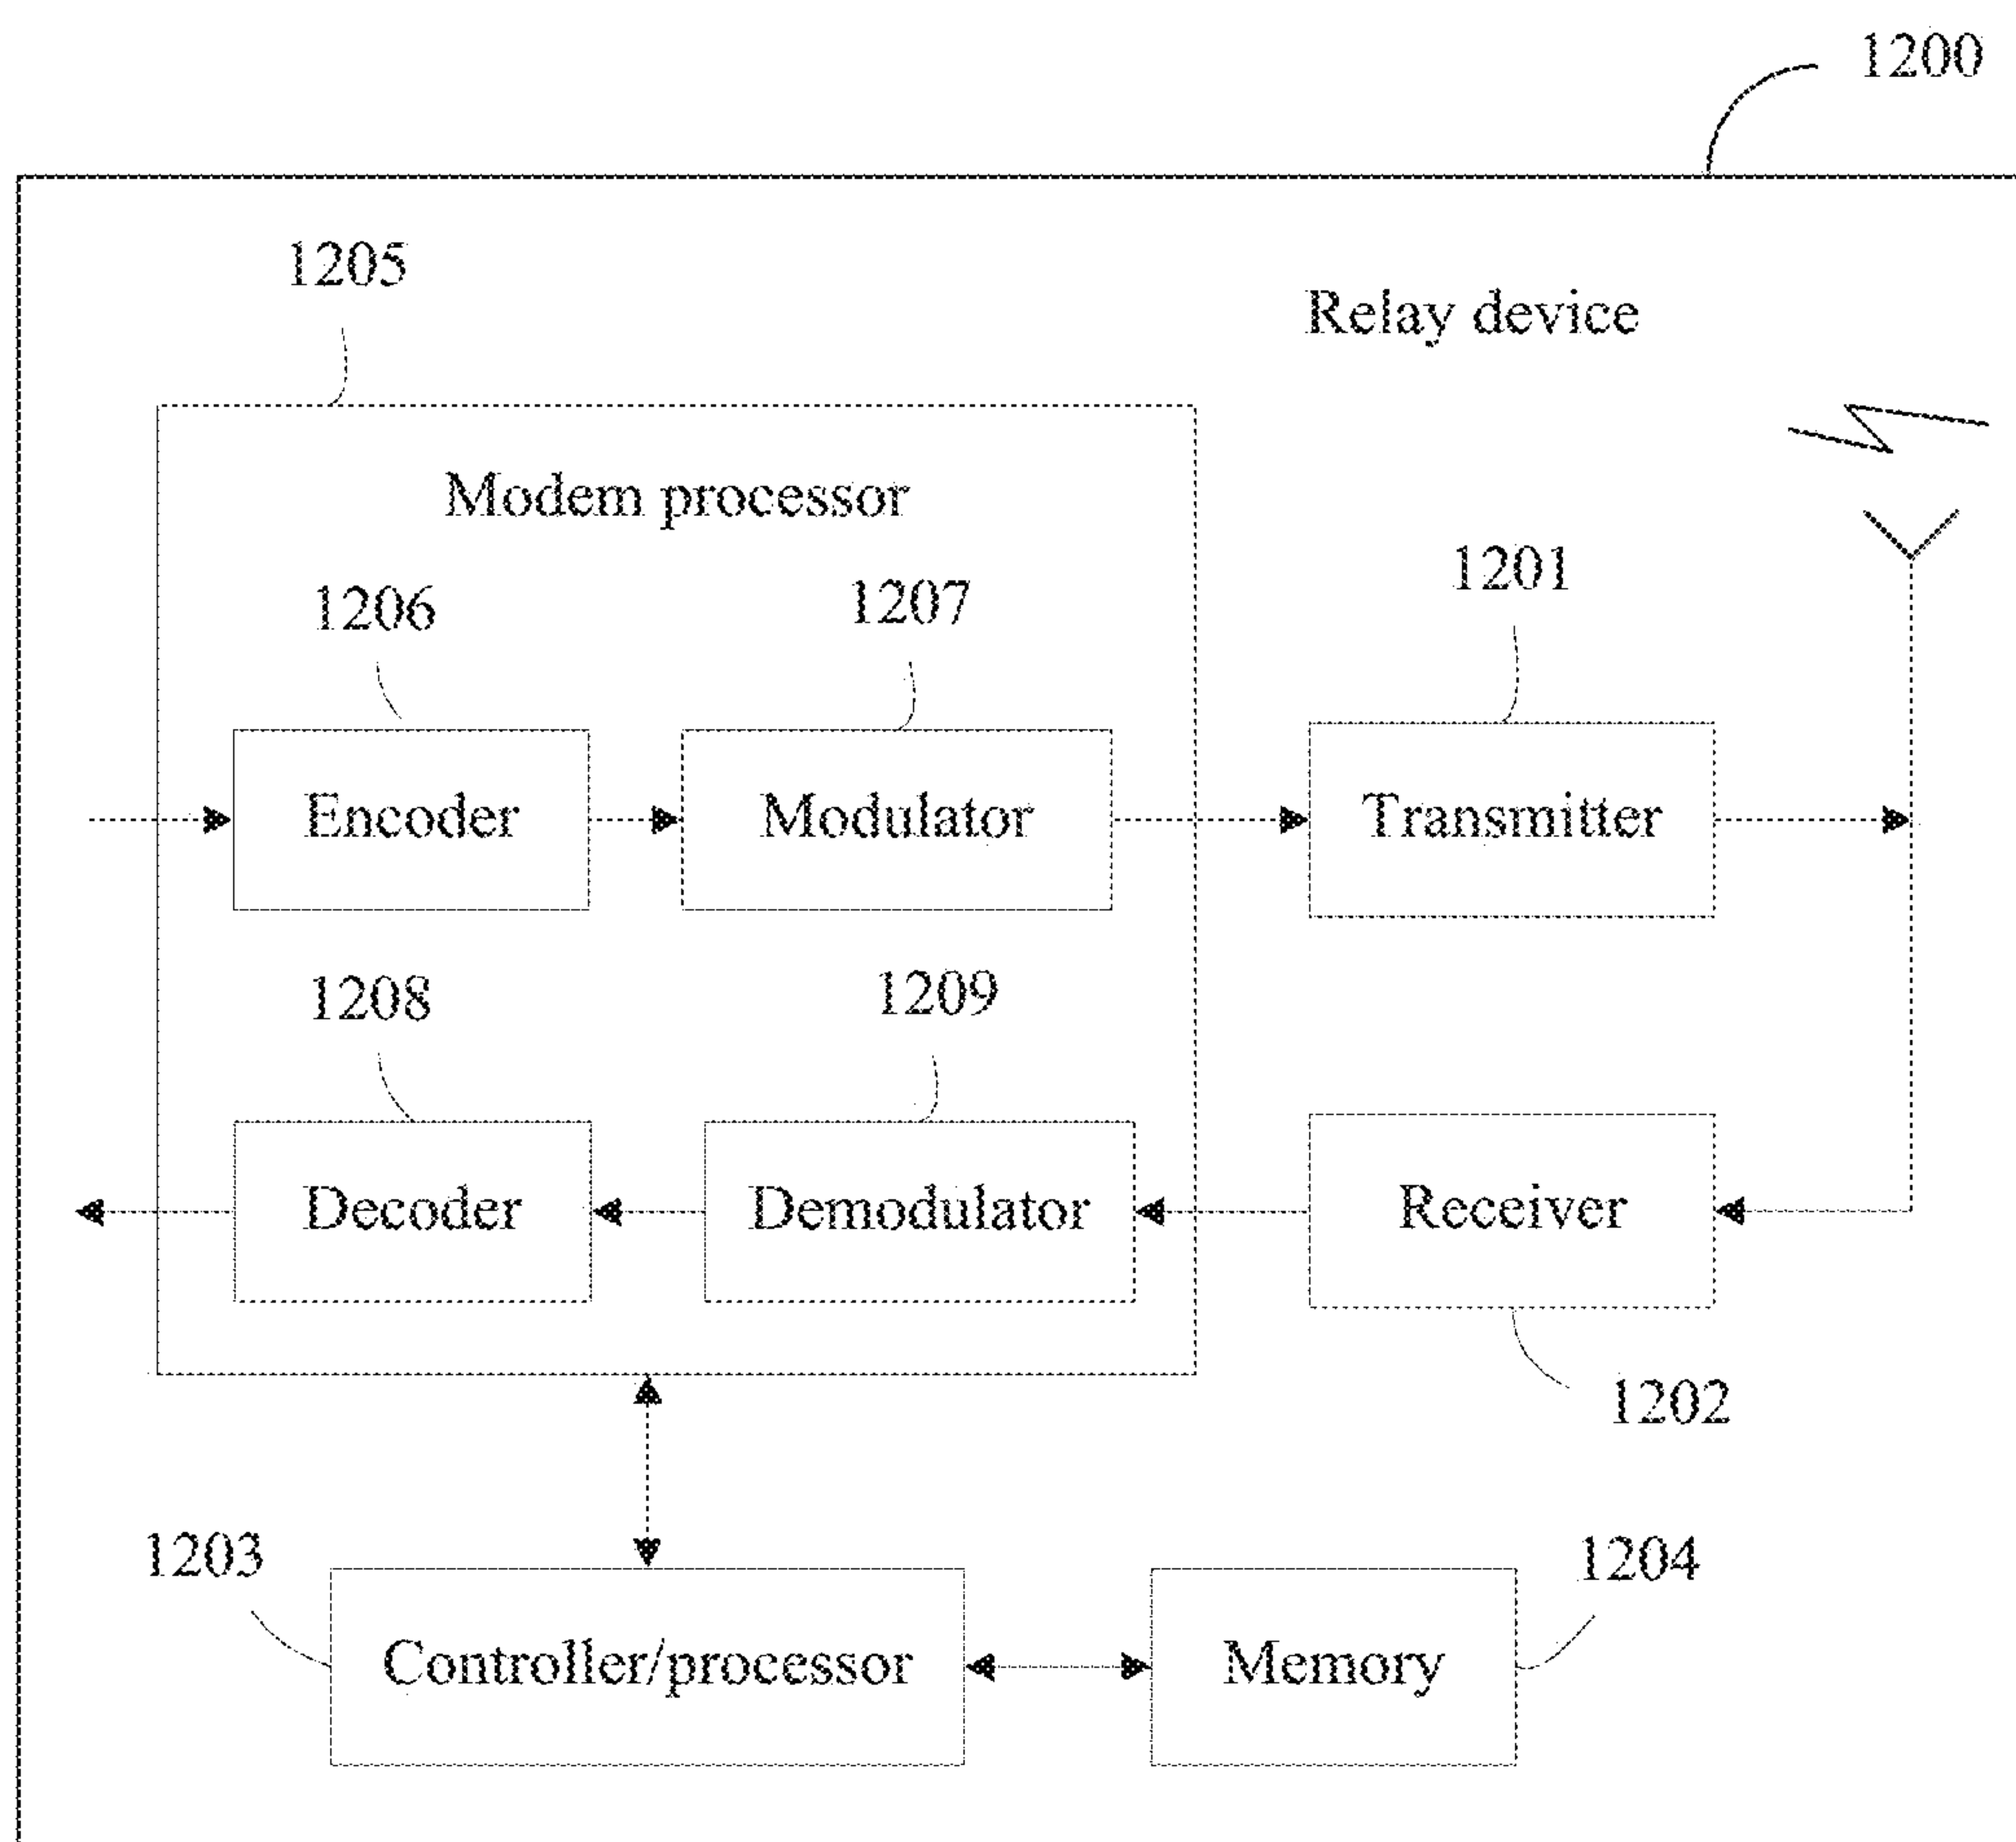 1200
1205
Relay device
Modem processor
1206
1207
1201
Encoder
Modulator
Transmitter
1208
1209
Decoder
Demodulator
Receiver
1202
1203
1204
Controller/processor
Memory